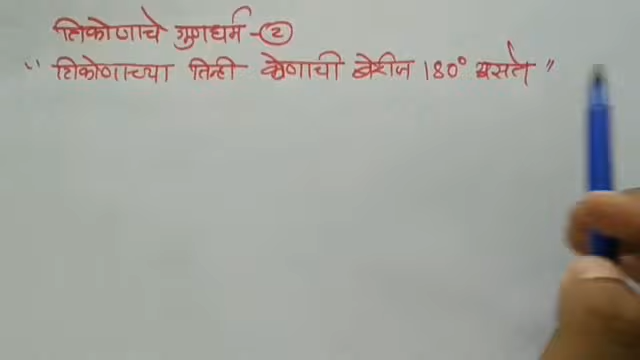 त्रिकोणाचे गुणधर्म - ②
" त्रिकोणाच्या तिन्ही कोणाची बेरीज 180° असते "